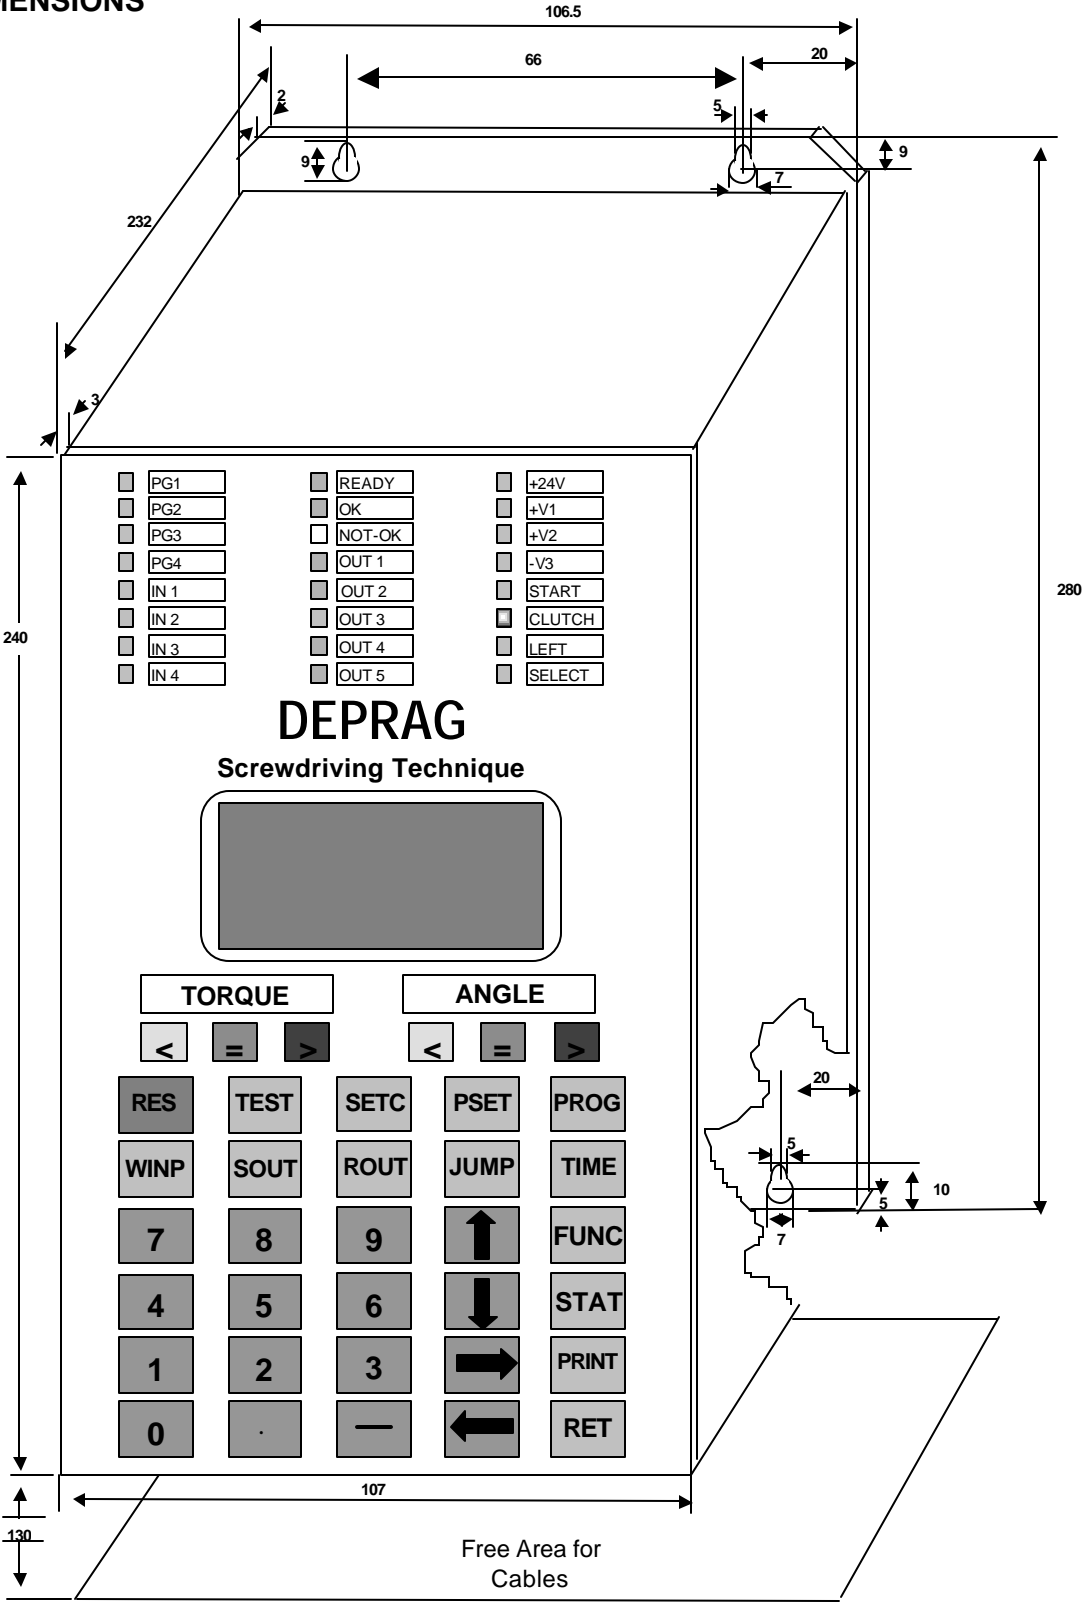 MENSIONS
106.5
66
20
2
5
9
9
7
232
3
PG1 READY +24V
PG2 OK +V1
PG3 NOT-OK +V2
PG4 OUT 1 -V3
IN 1 OUT 2 START
IN 2 OUT 3 CLUTCH
IN 3 OUT 4 LEFT
IN 4 OUT 5 SELECT
280
240
DEPRAG
Screwdriving Technique
TORQUE ANGLE
< = > < = >
20
RES TEST SETC PSET PROG
5
WINP SOUT ROUT JUMP TIME
10
5
7 8 9 FUNC
7
4 5 6 STAT
1 2 3 PRINT
0 . — RET
107
130
Free Area for
Cables